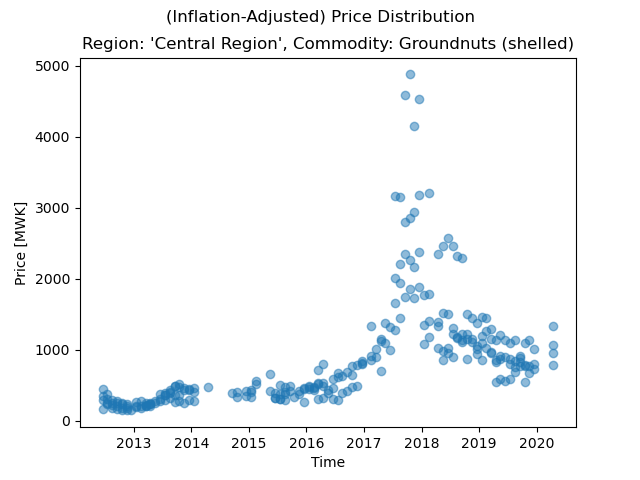 (Inflation-Adjusted) Price Distribution
Region: 'Central Region', Commodity: Groundnuts (shelled)
5000
4000
3000
2000
1000
0
Price [MWK]
2013 2014 2015 2016 2017 2018 2019 2020
Time